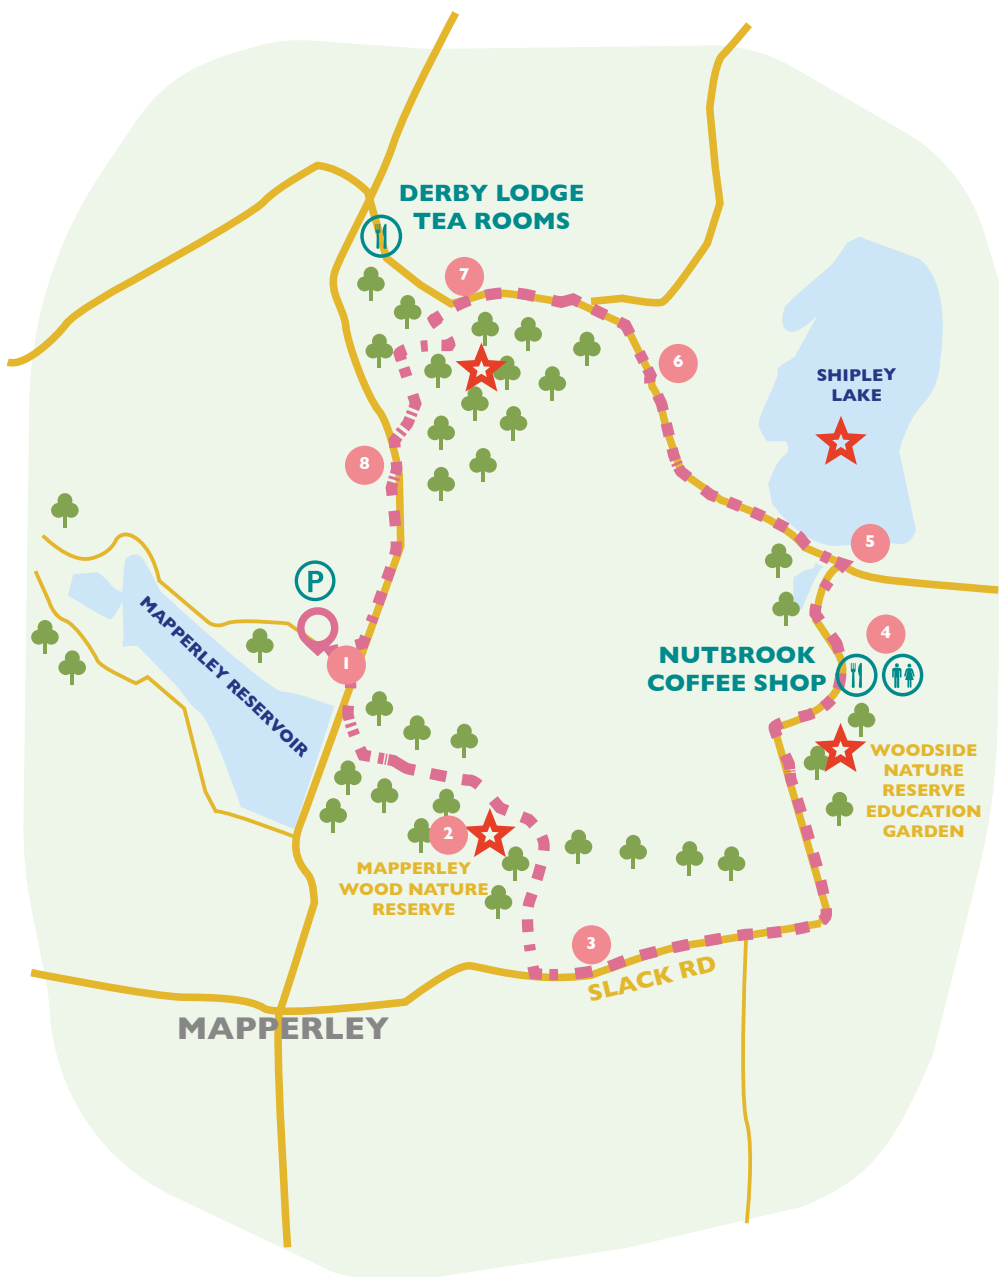 DERBY LODGE
TEA ROOMS
7
6
SHIPLEY
LAKE
8
5
P
MAPPERLEY RESERVOIR
1
4
NUTBROOK
COFFEE SHOP
WOODSIDE
NATURE
RESERVE
EDUCATION
GARDEN
2
MAPPERLEY
WOOD NATURE
RESERVE
3
SLACK RD
MAPPERLEY